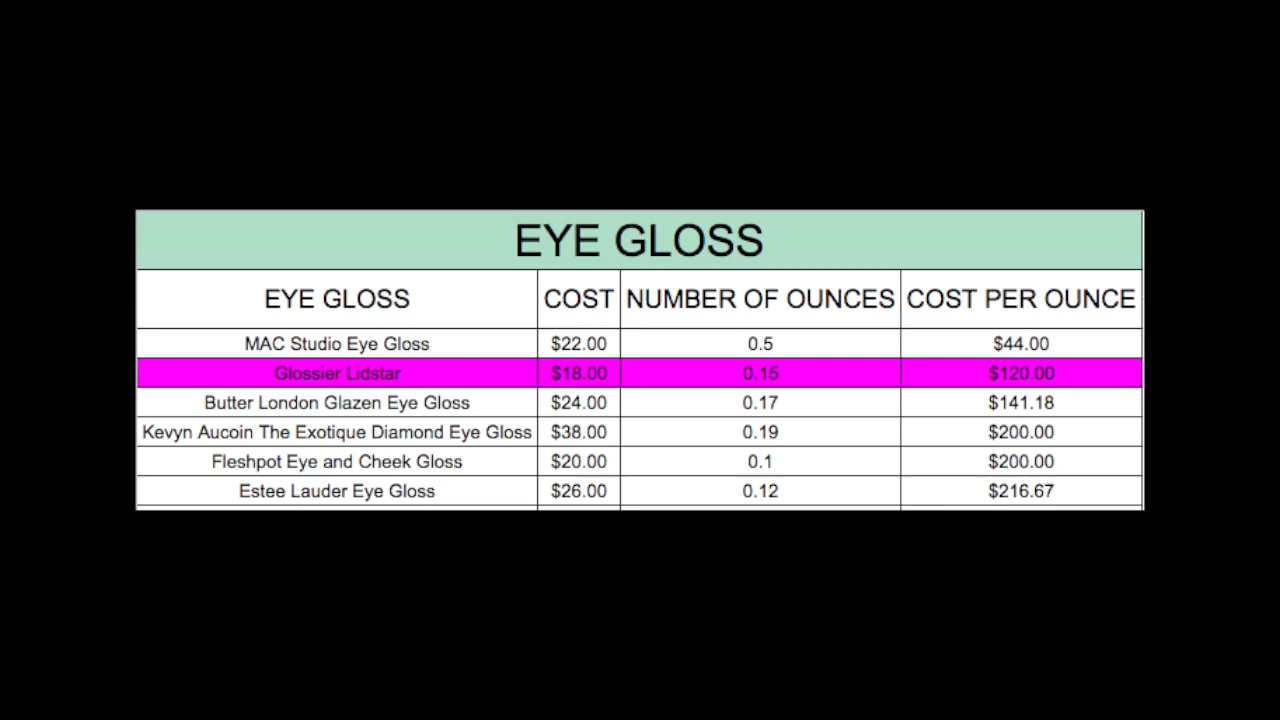 EYE GLOSS
EYE GLOSS COST NUMBER OF OUNCES COST PER OUNCE
MAC Studio Eye Gloss $22.00 0.5 $44.00
Glossier Lidstar $18.00 0.15 $120.00
Butter London Glazen Eye Gloss $24.00 0.17 $141.18
Kevyn Aucoin The Exotique Diamond Eye Gloss $38.00 0.19 $200.00
Fleshpot Eye and Cheek Gloss $20.00 0.1 $200.00
Estee Lauder Eye Gloss $26.00 0.12 $216.67